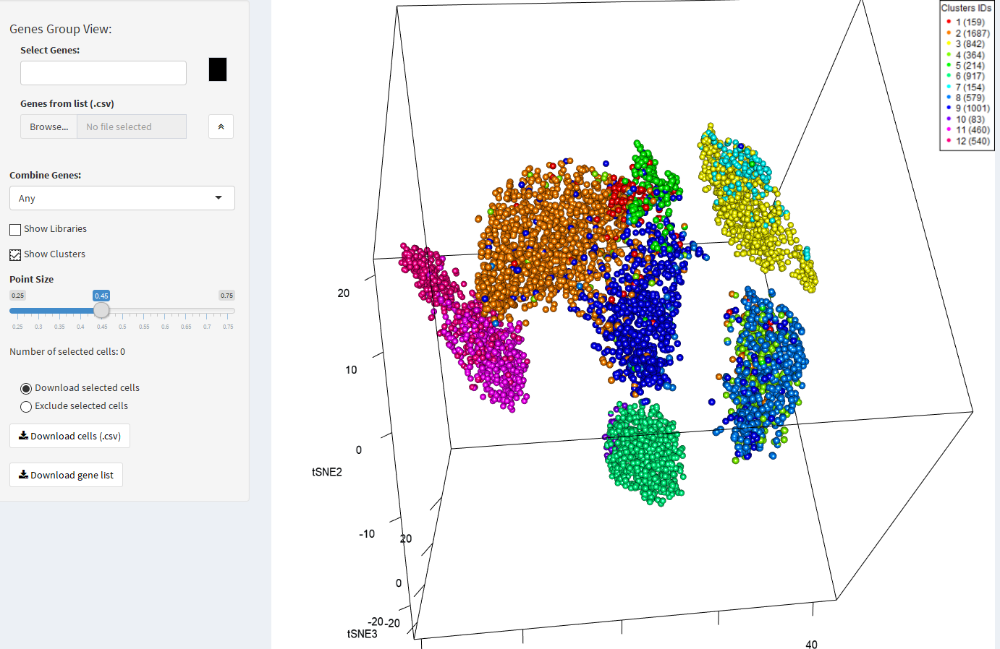 Genes Group View:
Select Genes:
Genes from list (.csv)
Browse... No file selected
Combine Genes:
Any
Show Libraries
Show Clusters
Point Size
0.25 0.45 0.75
0.25 0.3 0.35 0.4 0.45 0.5 0.55 0.6 0.65 0.7 0.75
Number of selected cells: 0
Download selected cells
Exclude selected cells
Download cells (.csv)
Download gene list
Clusters IDs
1 (159)
2 (1687)
3 (842)
4 (364)
5 (214)
6 (917)
7 (154)
8 (579)
9 (1001)
10 (83)
11 (460)
12 (540)
20
10
0
tSNE2
-10
20
0
-20
-20
tSNE3
40